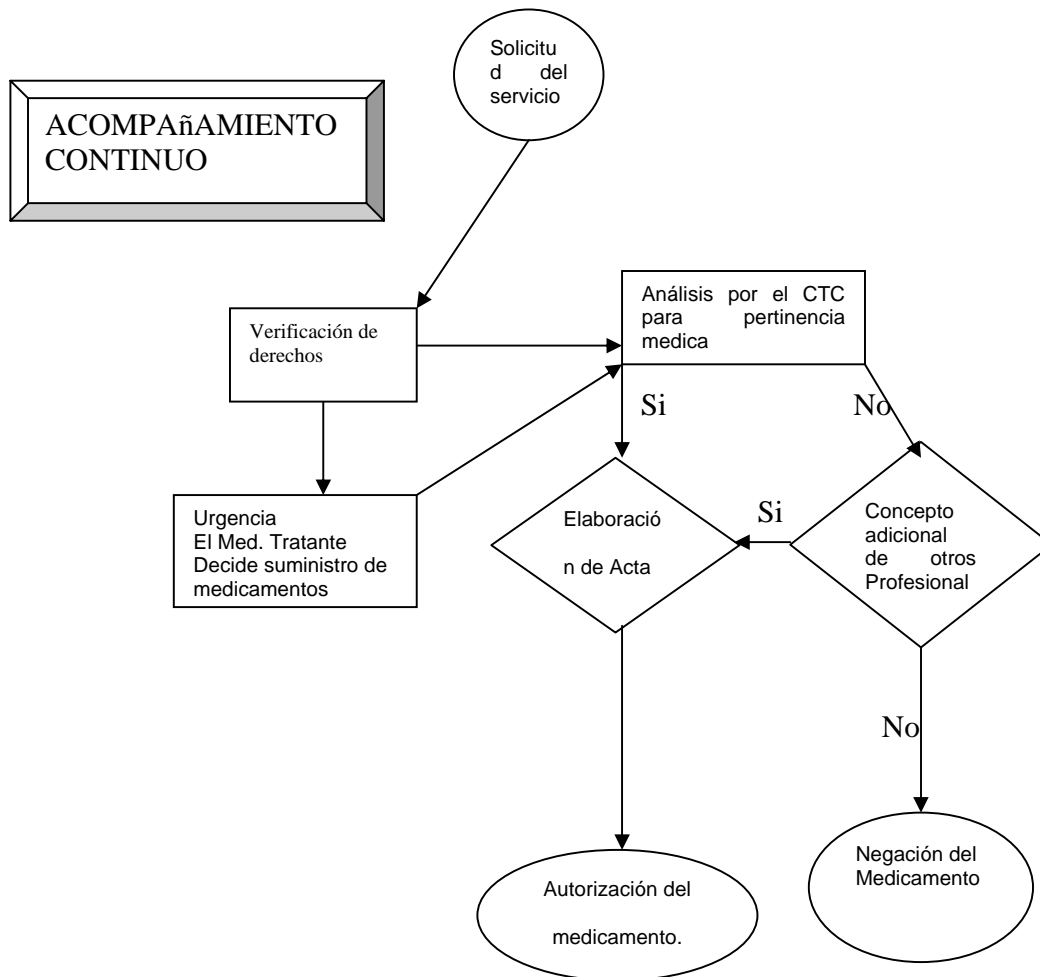 Solicitu
d del
servicio
ACOMPAñAMIENTO
CONTINUO
Verificación de
derechos
Análisis por el CTC
para pertinencia
medica
Si
No
Urgencia
El Med. Tratante
Decide suministro de
medicamentos
Elaboració
n de Acta
Si
Concepto
adicional
de otros
Profesional
No
Autorización del
medicamento.
Negación del
Medicamento